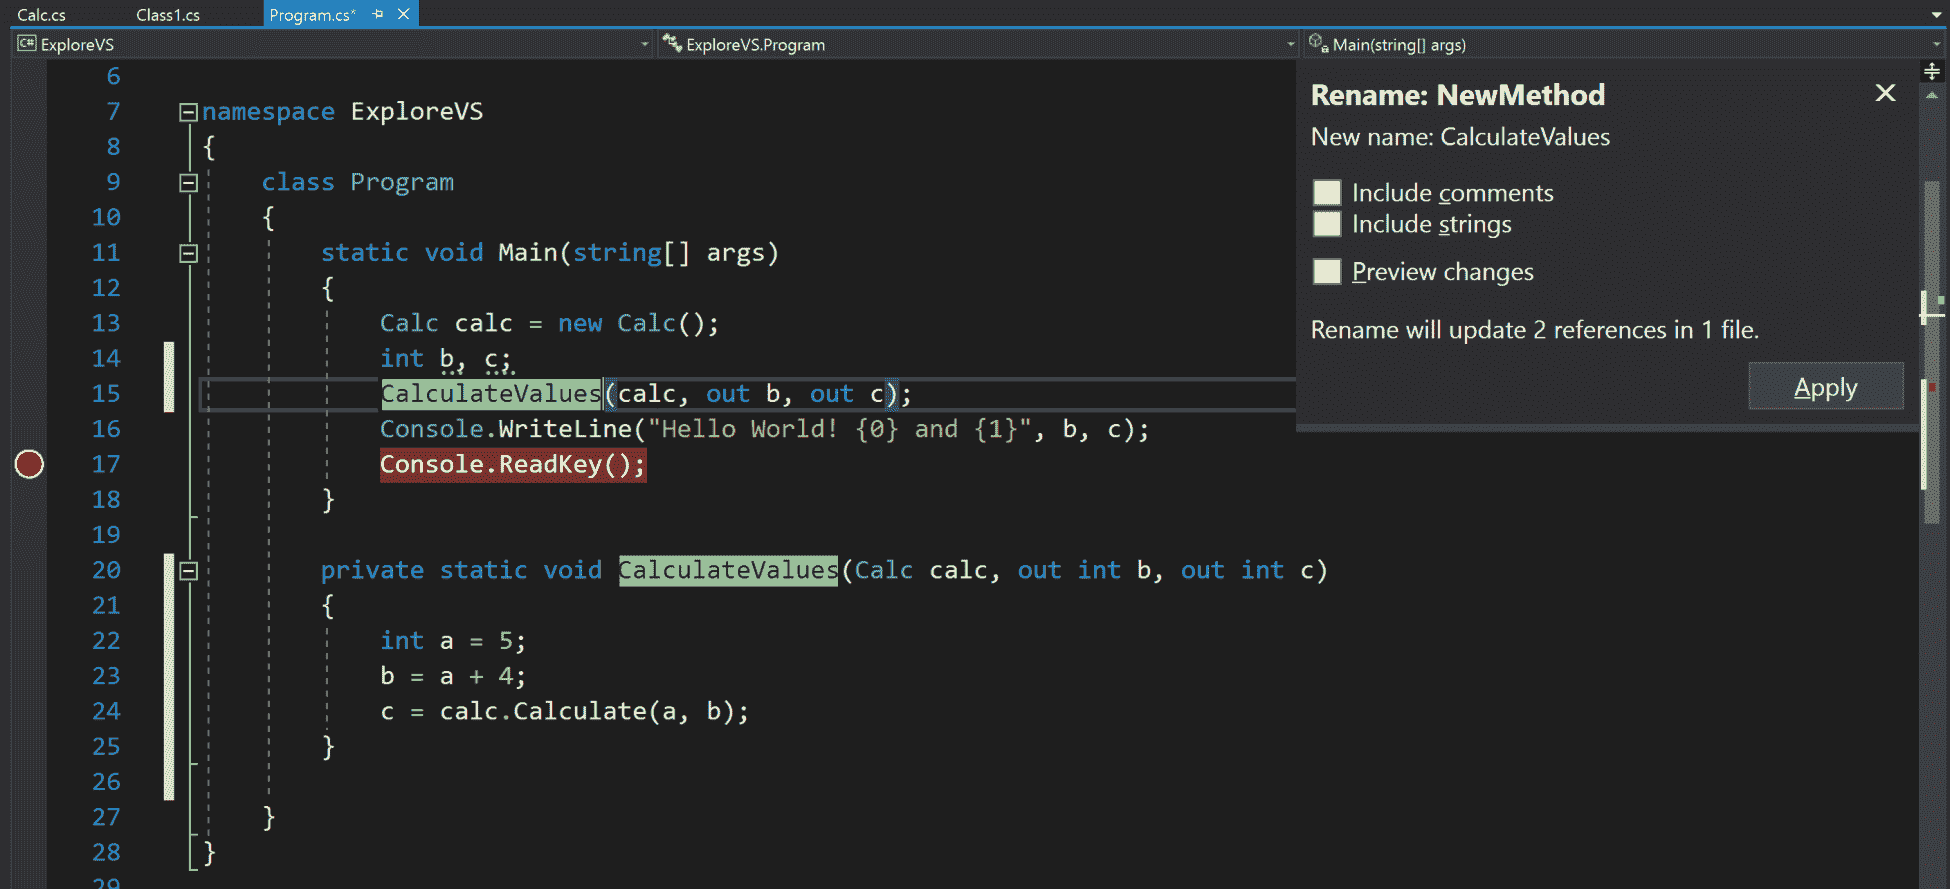 Calc.cs Class1.cs Program.cs*
C# ExploreVS ExploreVS.Program Main(string[] args)
6
7 namespace ExploreVS
8 {
9 class Program
10 {
11 static void Main(string[] args)
12 {
13 Calc calc = new Calc();
14 int b, c;
15 CalculateValues(calc, out b, out c);
16 Console.WriteLine("Hello World! {0} and {1}", b, c);
17 Console.ReadKey();
18 }
19
20 private static void CalculateValues(Calc calc, out int b, out int c)
21 {
22 int a = 5;
23 b = a + 4;
24 c = calc.Calculate(a, b);
25 }
26
27 }
28 }
29
Rename: NewMethod
New name: CalculateValues
Include comments
Include strings
Preview changes
Rename will update 2 references in 1 file.
Apply